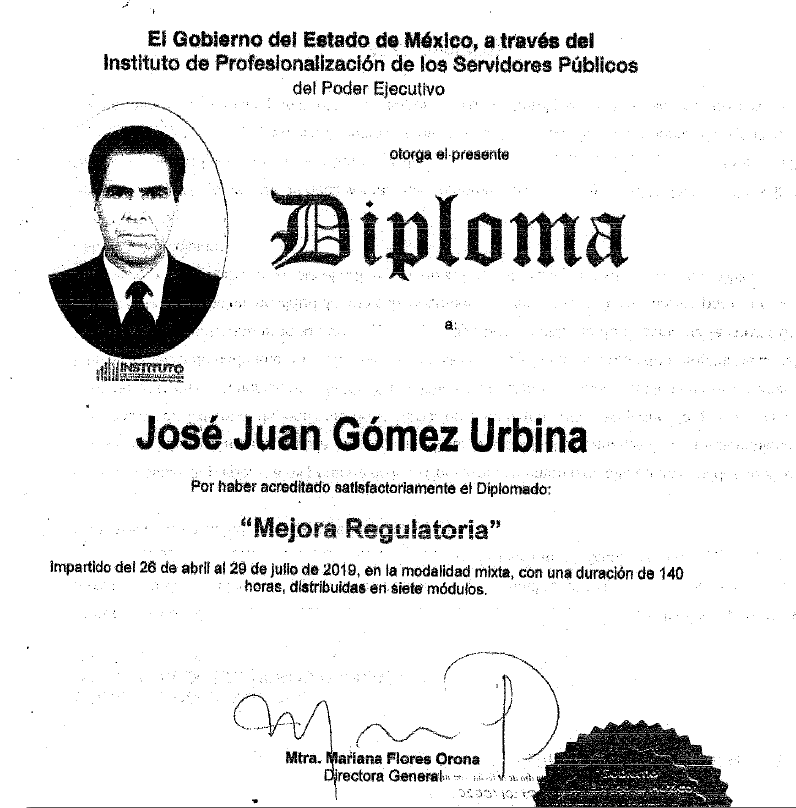 El Gobierno del Estado de México, a través del
Instituto de Profesionalización de los Servidores Públicos
del Poder Ejecutivo
otorga el presente
Diploma
a:
INSTITUTO
José Juan Gómez Urbina
Por haber acreditado satisfactoriamente el Diplomado:
“Mejora Regulatoria”
impartido del 26 de abril al 29 de julio de 2019, en la modalidad mixta, con una duración de 140
horas, distribuidas en siete módulos.
Mtra. Mariana Flores Orona
Directora General